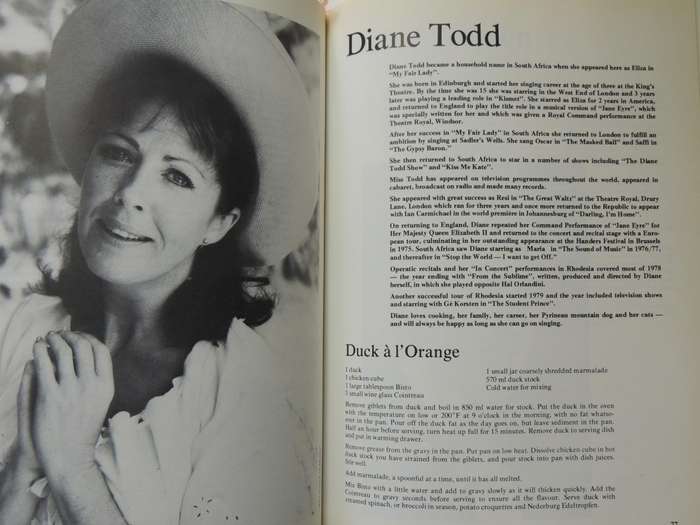 Diane Todd
Diane Todd became a household name in South Africa when she appeared here as Eliza in
"My Fair Lady".
She was born in Edinburgh and started her singing career at the age of three at the King's
Theatre. By the time she was 15 she was starring in the West End of London and 3 years
later was playing a leading role in "Kismet". She starred as Eliza for 2 years in America,
and returned to England to play the title role in a musical version of "Jane Eyre", which
was specially written for her and which was given a Royal Command performance at the
Theatre Royal, Windsor.
After her success in "My Fair Lady" in South Africa she returned to London to fulfill an
ambition by singing at Sadler's Wells. She sang Oscar in "The Masked Ball" and Saffi in
"The Gypsy Baron."
She then returned to South Africa to star in a number of shows including "The Diane
Todd Show" and "Kiss Me Kate".
Miss Todd has appeared on television programmes throughout the world, appeared in
cabaret, broadcast on radio and made many records.
She appeared with great success as Resi in "The Great Waltz" at the Theatre Royal, Drury
Lane, London which ran for three years and once more returned to the Republic to appear
with Ian Carmichael in the world premiere in Johannesburg of "Darling, I'm Home".
On returning to England, Diane repeated her Command Performance of "Jane Eyre" for
Her Majesty Queen Elizabeth II and returned to the concert and recital stage with a Euro-
pean tour, culminating in her outstanding appearance at the Handers Festival in Brussels
in 1975. South Africa saw Diane starring as Maria in "The Sound of Music" in 1976/77,
and thereafter in "Stop the World — I want to get Off."
Operatic recitals and her "In Concert" performances in Rhodesia covered most of 1978
— the year ending with "From the Sublime", written, produced and directed by Diane
herself, in which she played opposite Hal Orlandini.
Another successful tour of Rhodesia started 1979 and the year included television shows
and starring with Gé Korsten in "The Student Prince".
Diane loves cooking, her family, her career, her Pyrineau mountain dog and her cats —
and will always be happy as long as she can go on singing.
Duck à l'Orange
1 duck
1 chicken cube
1 large tablespoon Bisto
1 small wine glass Cointreau
1 small jar coarsely shredded marmalade
570 ml duck stock
Cold water for mixing
Remove giblets from duck and boil in 850 ml water for stock. Put the duck in the oven
with the temperature on low or 200°F at 9 o'clock in the morning, with no fat whatso-
ever in the pan. Pour off the duck fat as the day goes on, but leave sediment in the pan.
Half an hour before serving, turn heat up full for 15 minutes. Remove duck to serving dish
and put in warming drawer.
Remove grease from the gravy in the pan. Put pan on low heat. Dissolve chicken cube in hot
duck stock you have strained from the giblets, and pour stock into pan with dish juices.
Stir well.
Add marmalade, a spoonful at a time, until it has all melted.
Mix Bisto with a little water and add to gravy slowly as it will thicken quickly. Add the
Cointreau to gravy seconds before serving to ensure all the flavour. Serve duck with
creamed spinach, or broccoli in season, potato croquettes and Nederburg Edeltropfen.
77